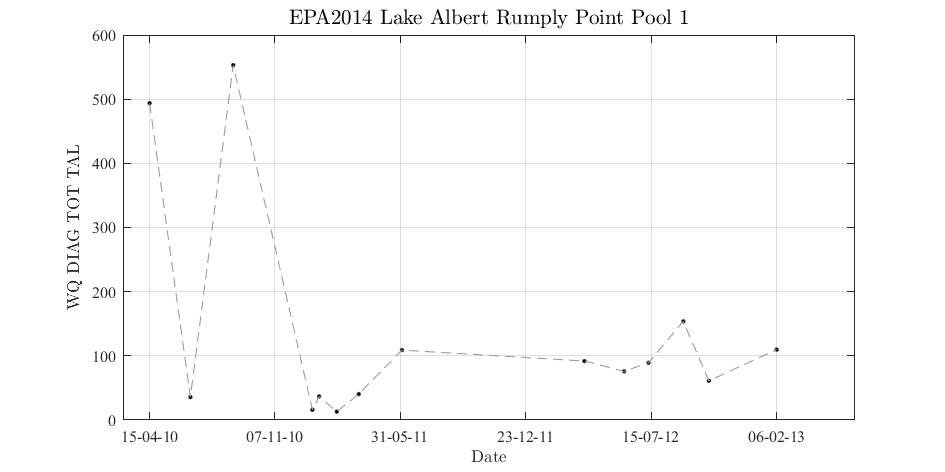 EPA2014 Lake Albert Rumply Point Pool 1
600
500
400
300
200
100
0
WQ DIAG TOT TAL
15-04-10 07-11-10 31-05-11 23-12-11 15-07-12 06-02-13
Date